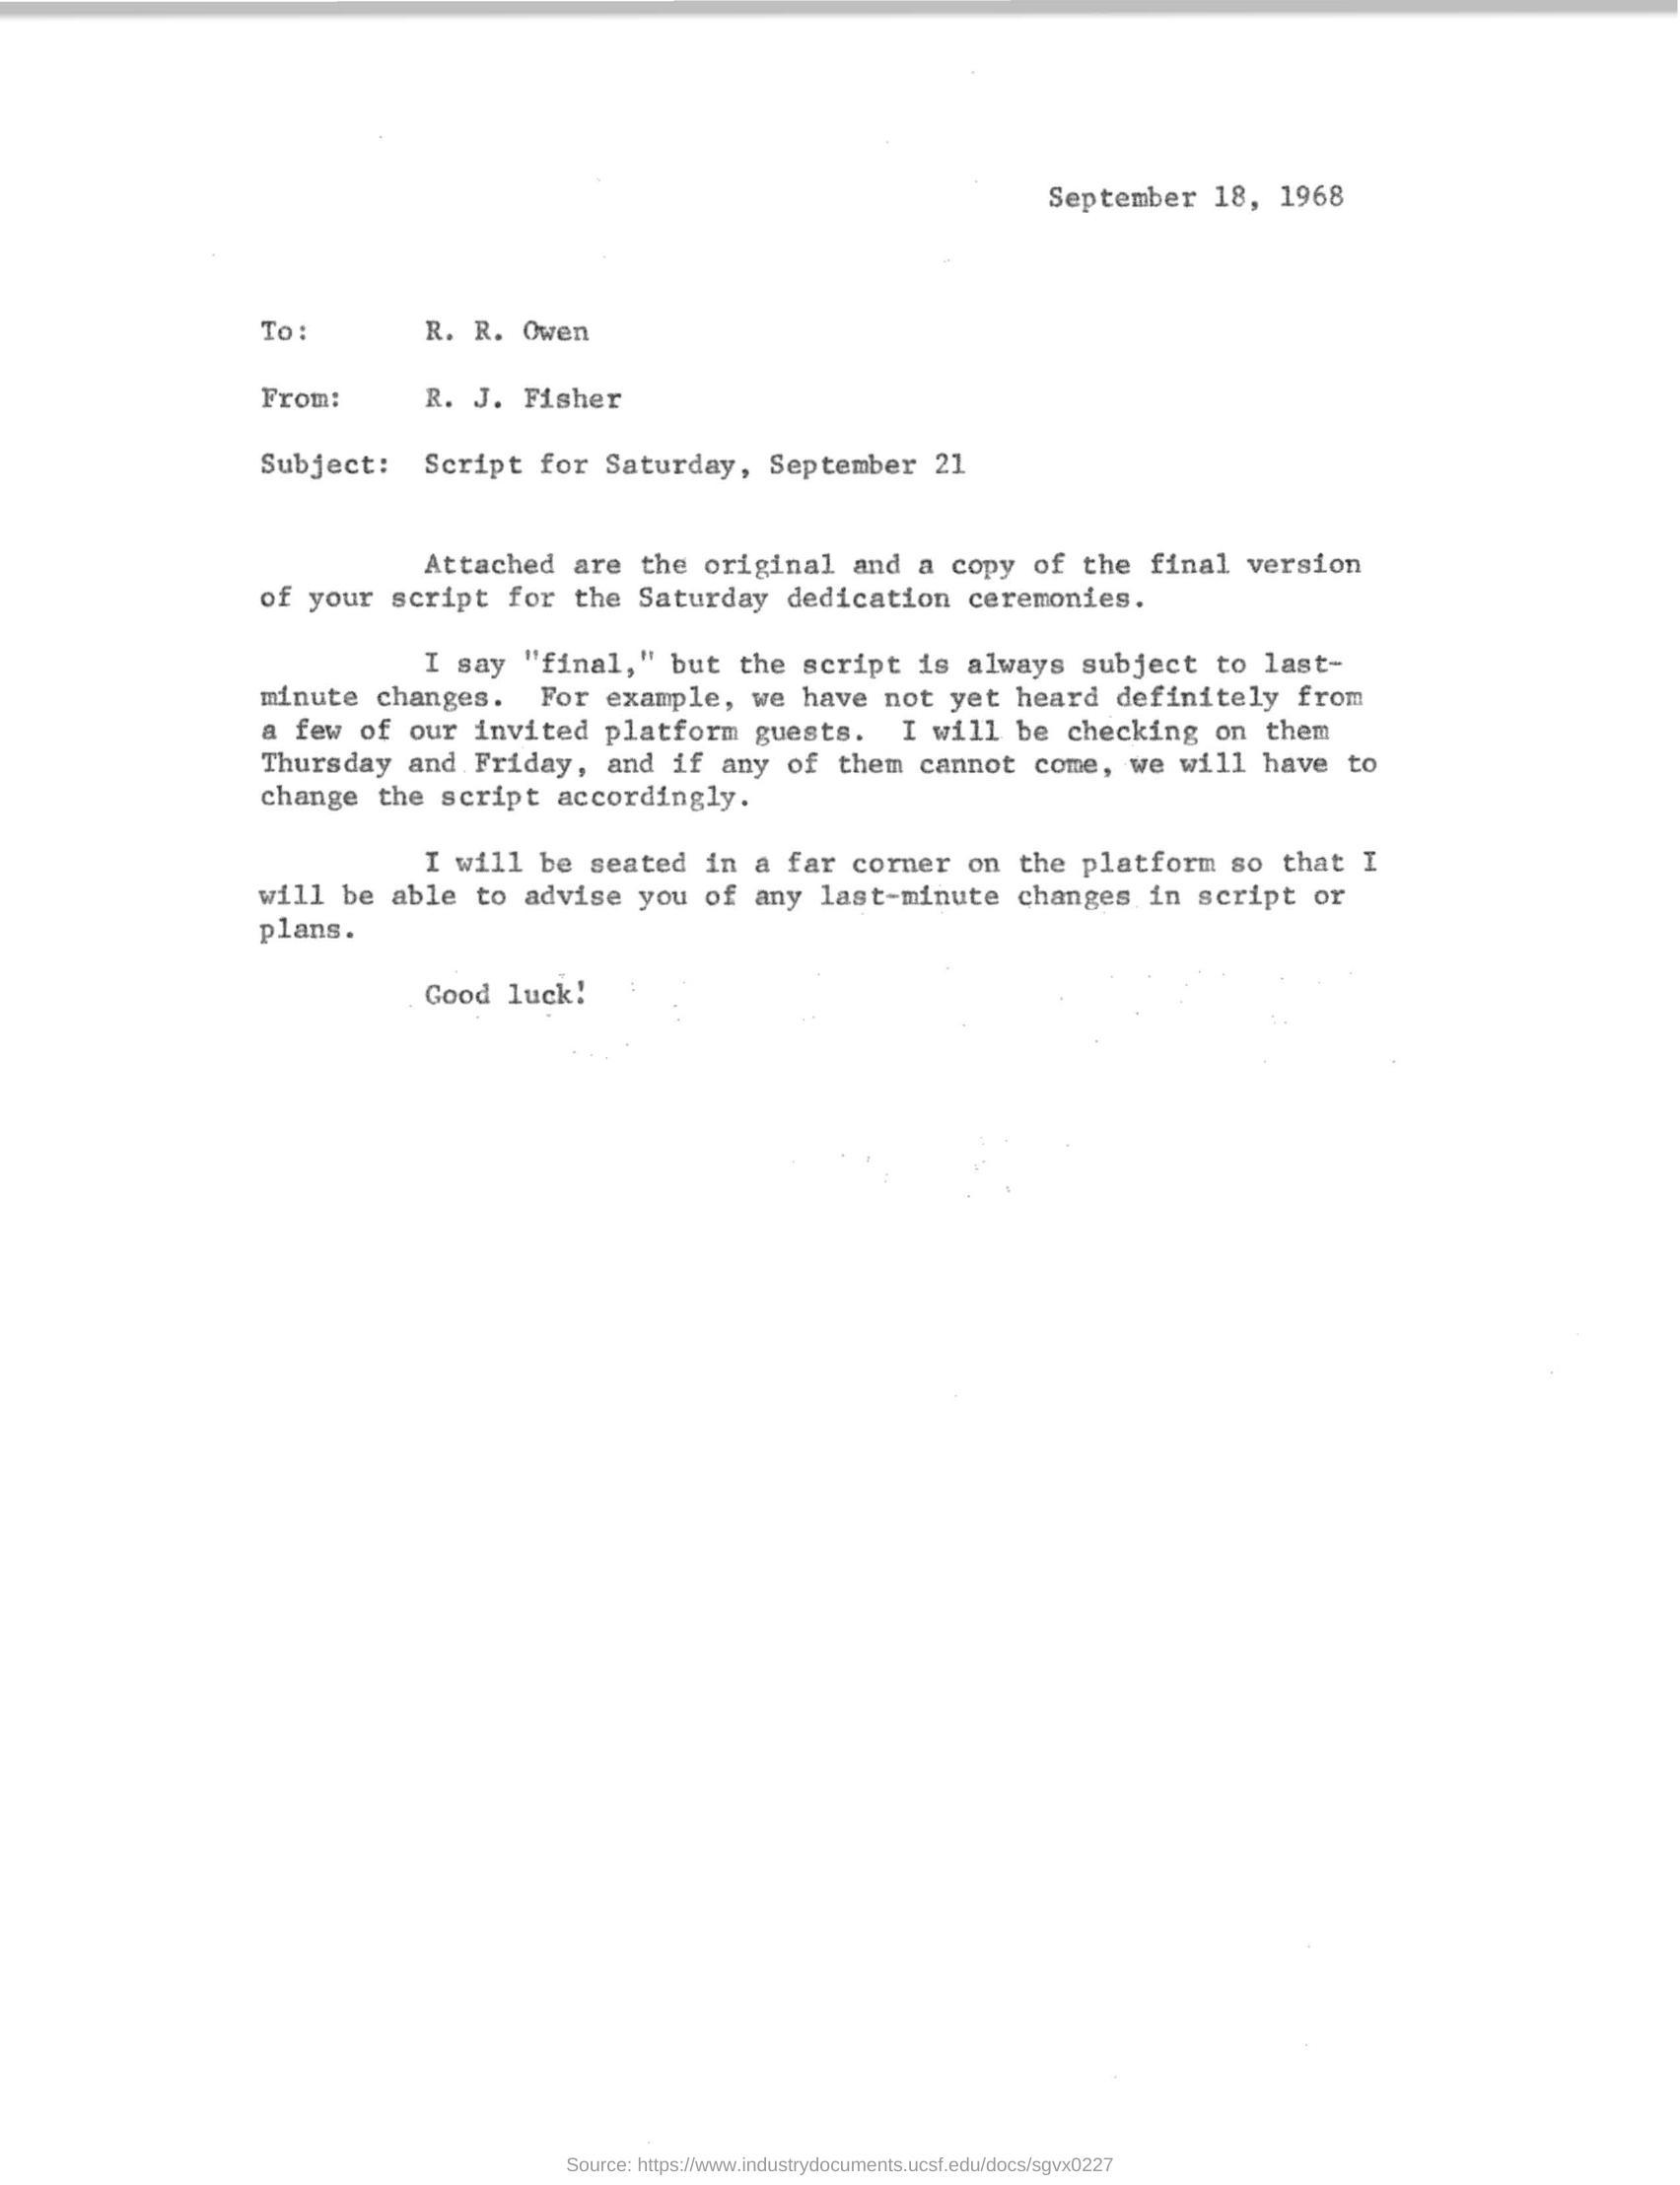 September 18, 1968
To: R. R. Owen
From: R. J. Fisher
Subject: Script for Saturday, September 21
Attached are the original and a copy of the final version
of your script for the Saturday dedication ceremonies.
I say "final," but the script is always subject to last-
minute changes. For example, we have not yet heard definitely from
a few of our invited platform guests. I will be checking on them
Thursday and Friday, and if any of them cannot come, we will have to
change the script accordingly.
I will be seated in a far corner on the platform so that I
will be able to advise you of any last-minute changes in script or
plans.
Good luck!
Source: https://www.industrydocuments.ucsf.edu/docs/sgvx0227